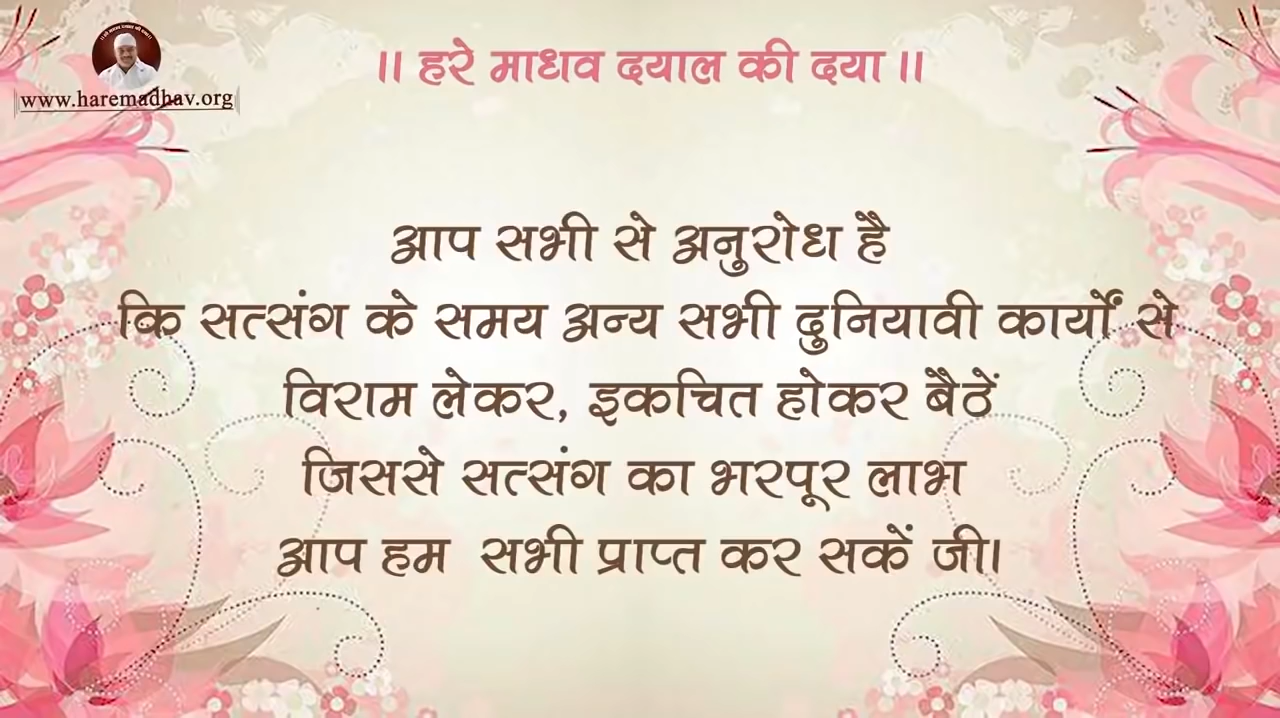 ॥ हरे माधव दयाल की दया ॥
www.haremadhav.org
आप सभी से अनुरोध है
कि सत्संग के समय अन्य सभी दुनियावी कार्यों से
विराम लेकर, इकचित होकर बैठें
जिससे सत्संग का भरपूर लाभ
आप हम सभी प्राप्त कर सकें जी।